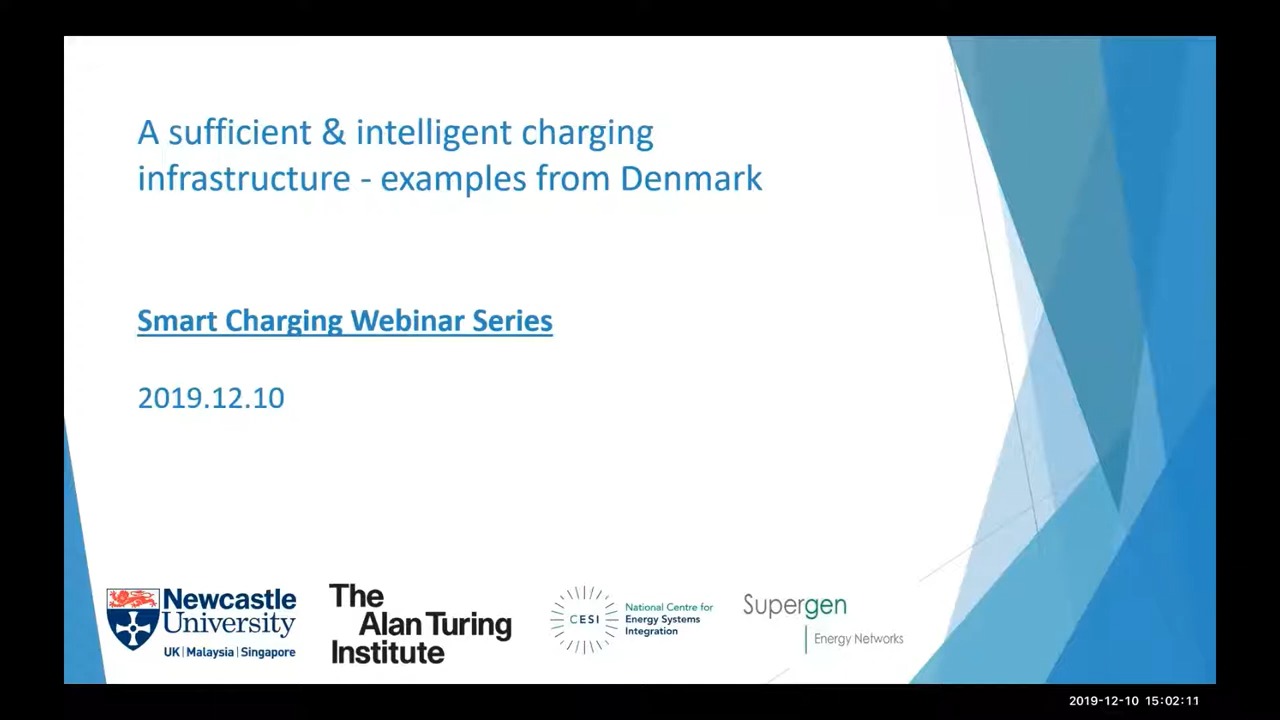 A sufficient & intelligent charging
infrastructure - examples from Denmark
Smart Charging Webinar Series
2019.12.10
Newcastle
University
UK | Malaysia | Singapore
The
Alan Turing
Institute
CESI
National Centre for
Energy Systems
Integration
Supergen
Energy Networks
2019-12-10 15:02:11